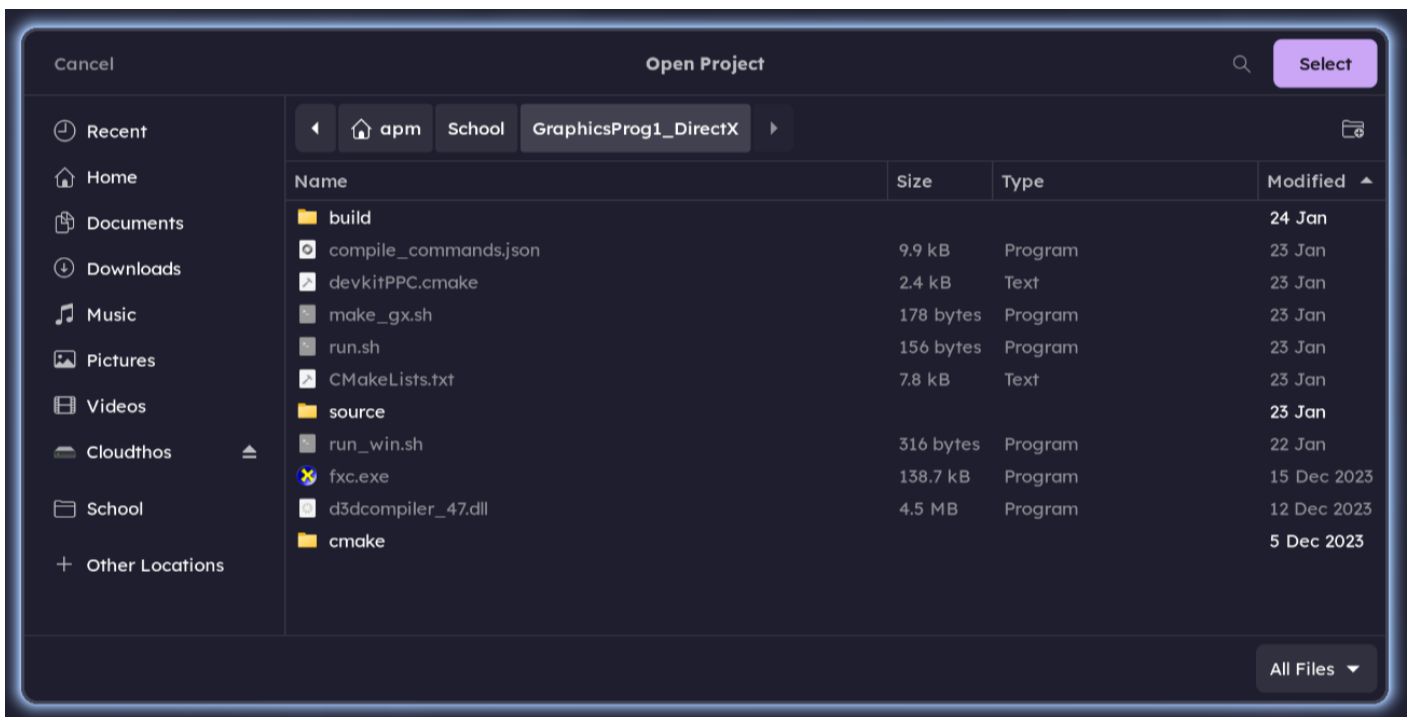 Cancel Open Project Select
Recent
Home
Documents
Downloads
Music
Pictures
Videos
Cloudthos
School
Other Locations
apm School GraphicsProg1_DirectX
Name Size Type Modified
build 24 Jan
compile_commands.json 9.9 kB Program 23 Jan
devkitPPC.cmake 2.4 kB Text 23 Jan
make_gx.sh 178 bytes Program 23 Jan
run.sh 156 bytes Program 23 Jan
CMakeLists.txt 7.8 kB Text 23 Jan
source 23 Jan
run_win.sh 316 bytes Program 22 Jan
fxc.exe 138.7 kB Program 15 Dec 2023
d3dcompiler_47.dll 4.5 MB Program 12 Dec 2023
cmake 5 Dec 2023
All Files